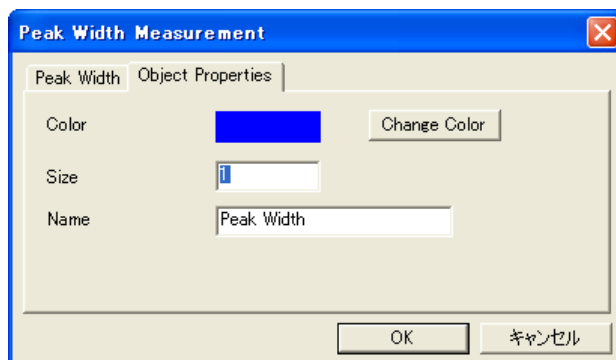 Peak Width Measurement
Peak Width Object Properties
Color Change Color
Size 1
Name Peak Width
OK キャンセル